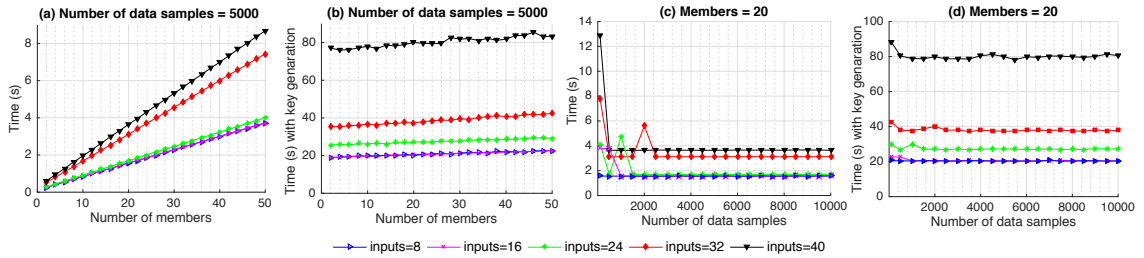 (a) Number of data samples = 5000
Time (s)
8
6
4
2
0
0 10 20 30 40 50
Number of members
(b) Number of data samples = 5000
Time (s) with key genaration
80
60
40
20
0
0 10 20 30 40 50
Number of members
(c) Members = 20
Time (s)
14
12
10
8
6
4
2
0
2000 4000 6000 8000 10000
Number of data samples
(d) Members = 20
Time (s) with key genaration
100
80
60
40
20
0
0 2000 4000 6000 8000 10000
Number of data samples
inputs=8 inputs=16 inputs=24 inputs=32 inputs=40